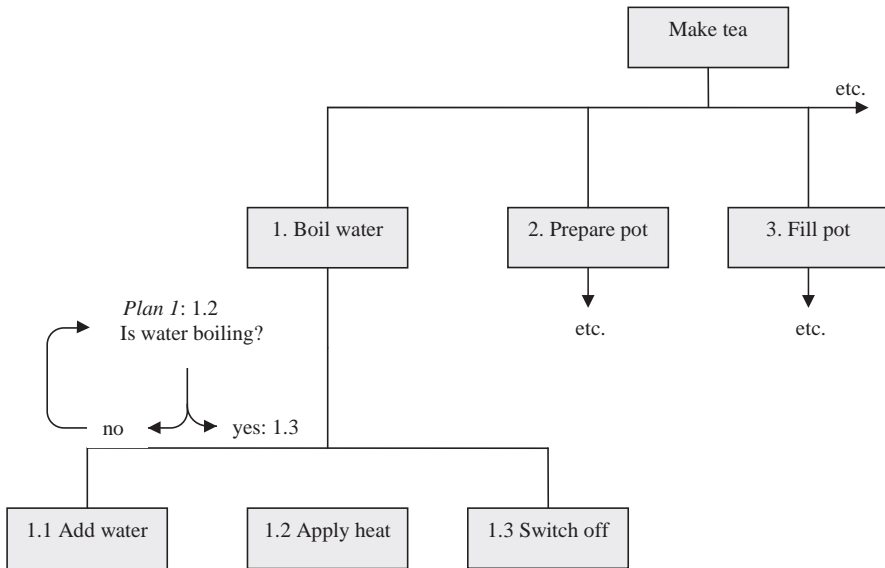 Make tea
etc.
1. Boil water
2. Prepare pot
3. Fill pot
Plan 1: 1.2
Is water boiling?
etc.
etc.
no
yes: 1.3
1.1 Add water
1.2 Apply heat
1.3 Switch off